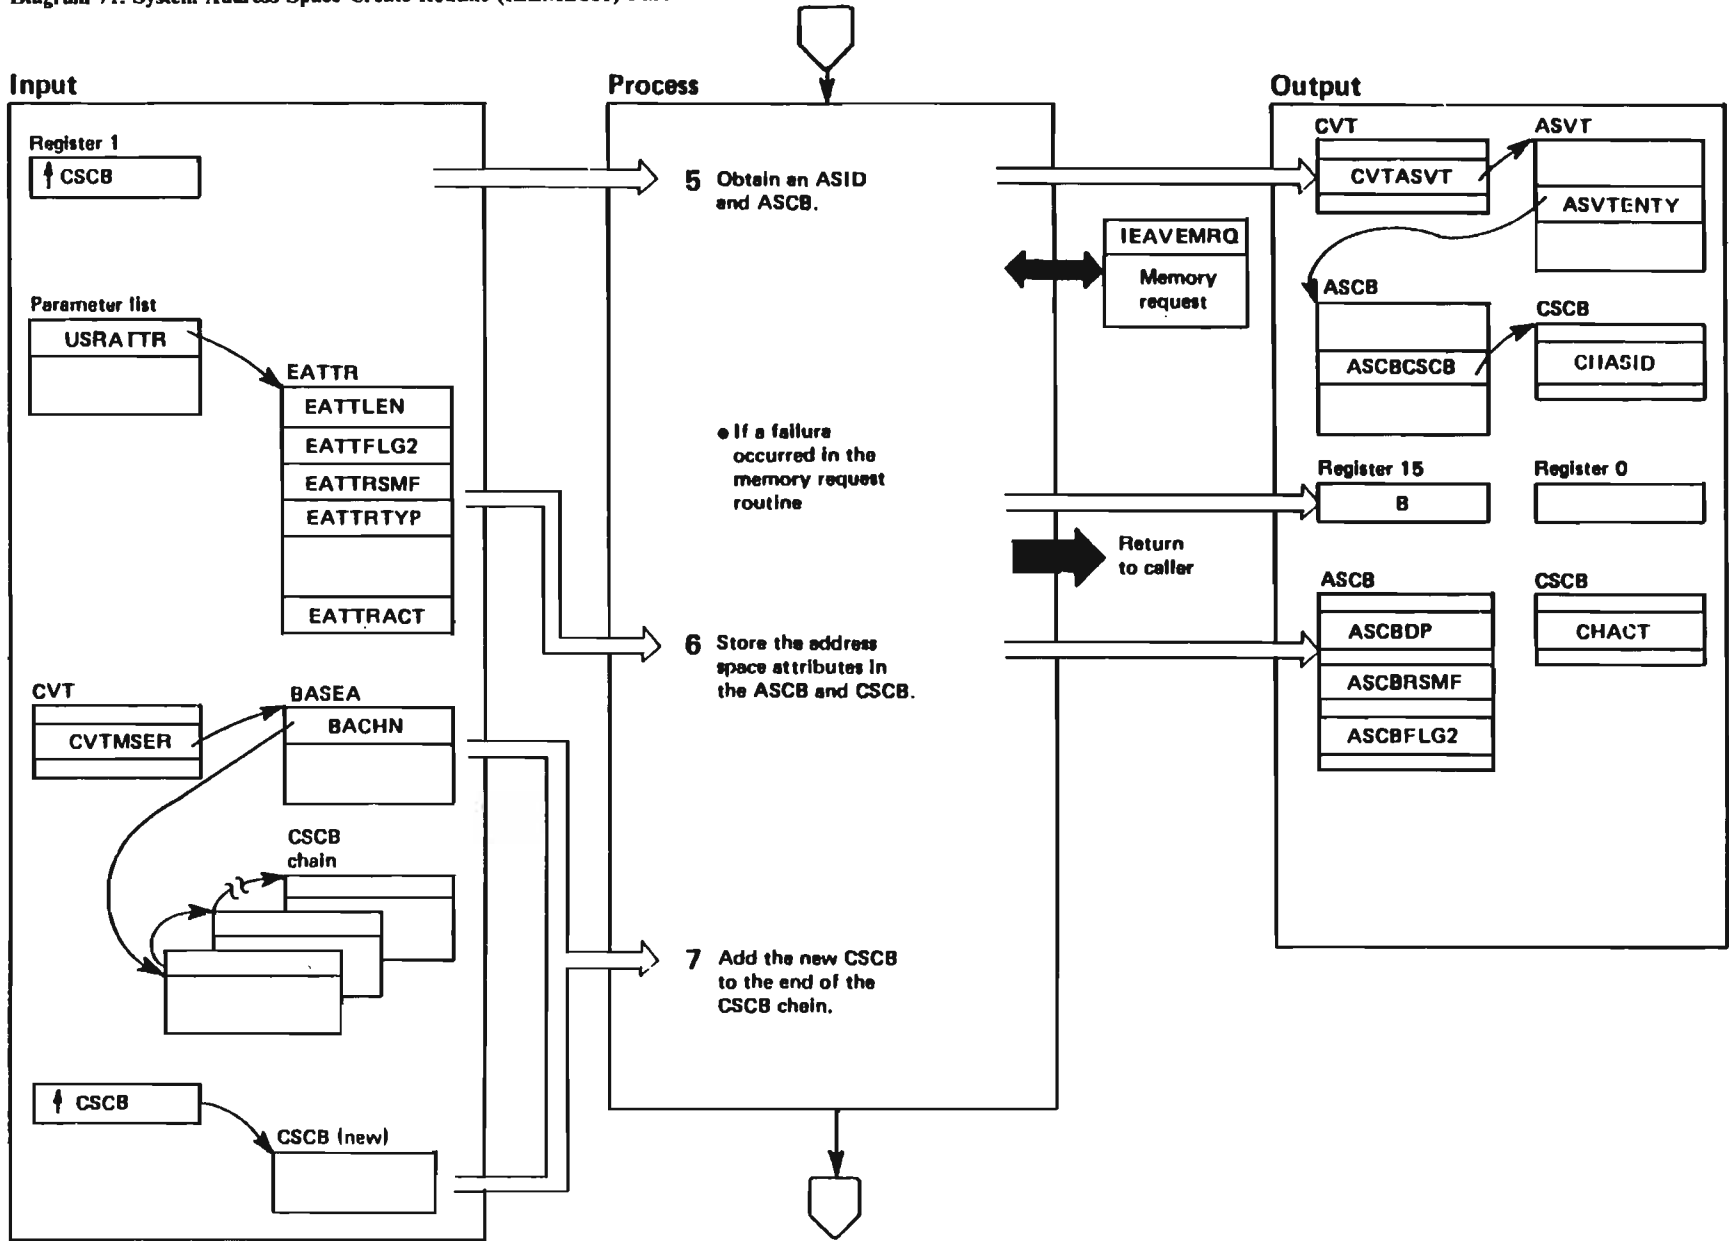 Input
Process
Output
Register 1
CSCB
Parameter list
USRATTR
EATTR
EATTLEN
EATTFLG2
EATTRSMF
EATTRTYP
EATTRACT
CVT
CVTMSER
BASEA
BACHN
CSCB
chain
CSCB
CSCB (new)
5 Obtain an ASID
and ASCB.
IEAVEMRQ
Memory
request
• If a failure
occurred in the
memory request
routine
Return
to caller
6 Store the address
space attributes in
the ASCB and CSCB.
7 Add the new CSCB
to the end of the
CSCB chain.
CVT
CVTASVT
ASVT
ASVTENTY
ASCB
ASCBCSCB
CSCB
CHASID
Register 15
B
Register 0
ASCB
ASCBDP
ASCBRSMF
ASCBFLG2
CSCB
CHACT